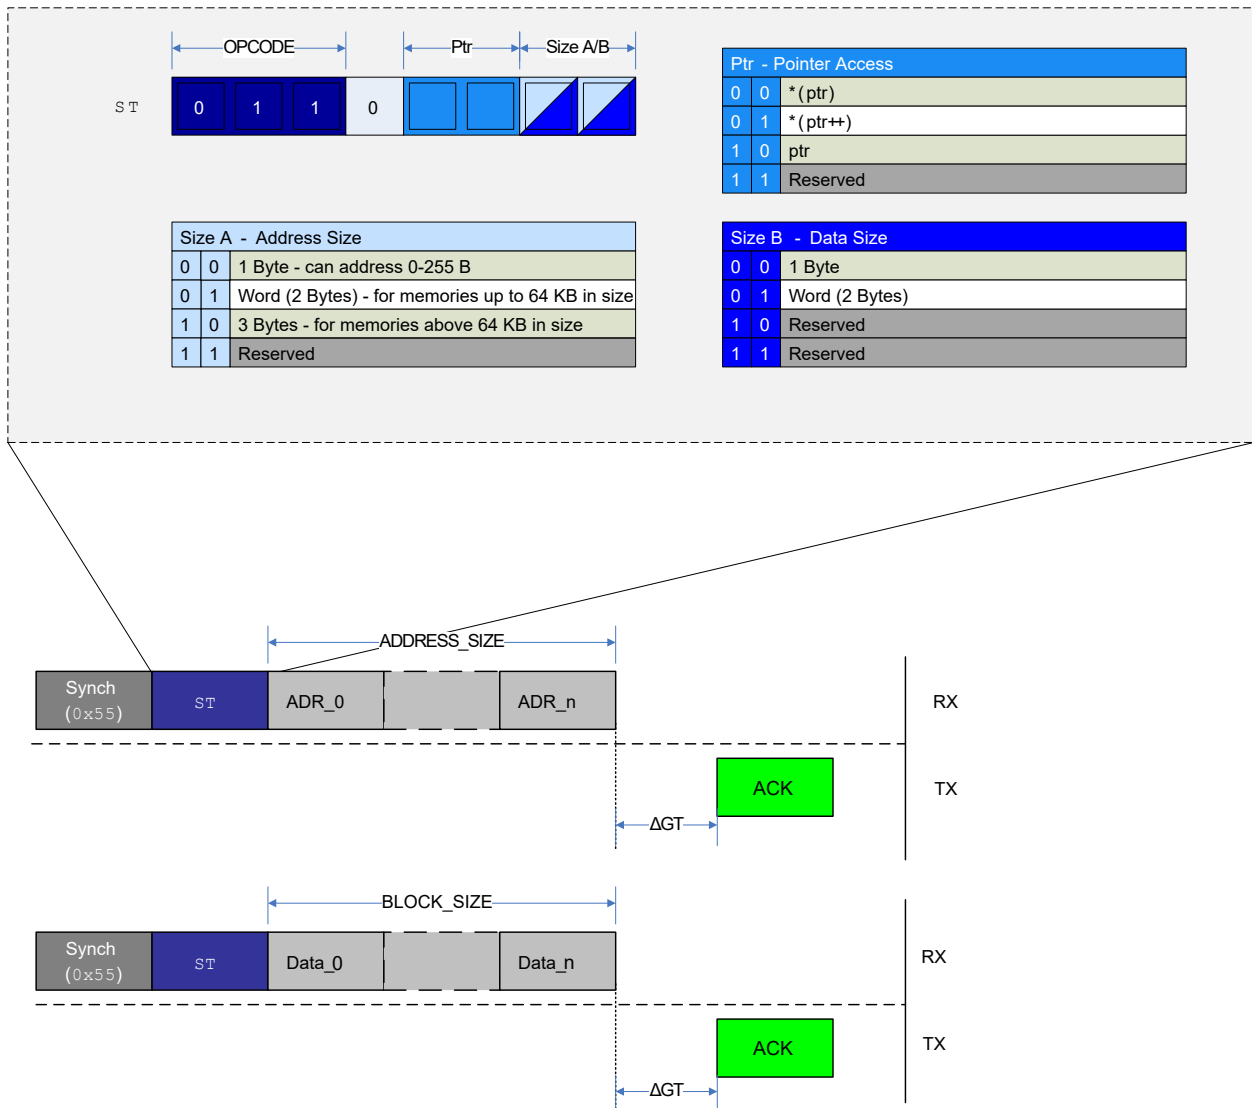 OPCODE Ptr Size A/B
ST 0 1 1 0
Ptr - Pointer Access
0 0 *(ptr)
0 1 *(ptr++)
1 0 ptr
1 1 Reserved
Size A - Address Size
0 0 1 Byte - can address 0-255 B
0 1 Word (2 Bytes) - for memories up to 64 KB in size
1 0 3 Bytes - for memories above 64 KB in size
1 1 Reserved
Size B - Data Size
0 0 1 Byte
0 1 Word (2 Bytes)
1 0 Reserved
1 1 Reserved
ADDRESS_SIZE
Synch
(0x55)
ST ADR_0 ADR_n RX
ACK TX
ΔGT
BLOCK_SIZE
Synch
(0x55)
ST Data_0 Data_n RX
ACK TX
ΔGT